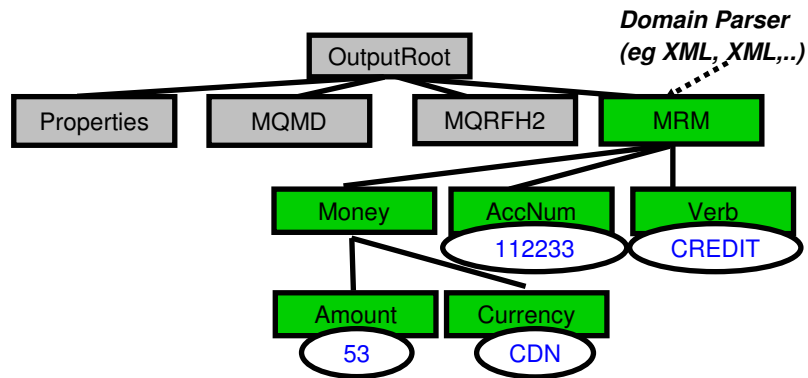 Domain Parser
(eg XML, XML,..)
OutputRoot
Properties
MQMD
MQRFH2
MRM
Money
AccNum
Verb
112233
CREDIT
Amount
Currency
53
CDN